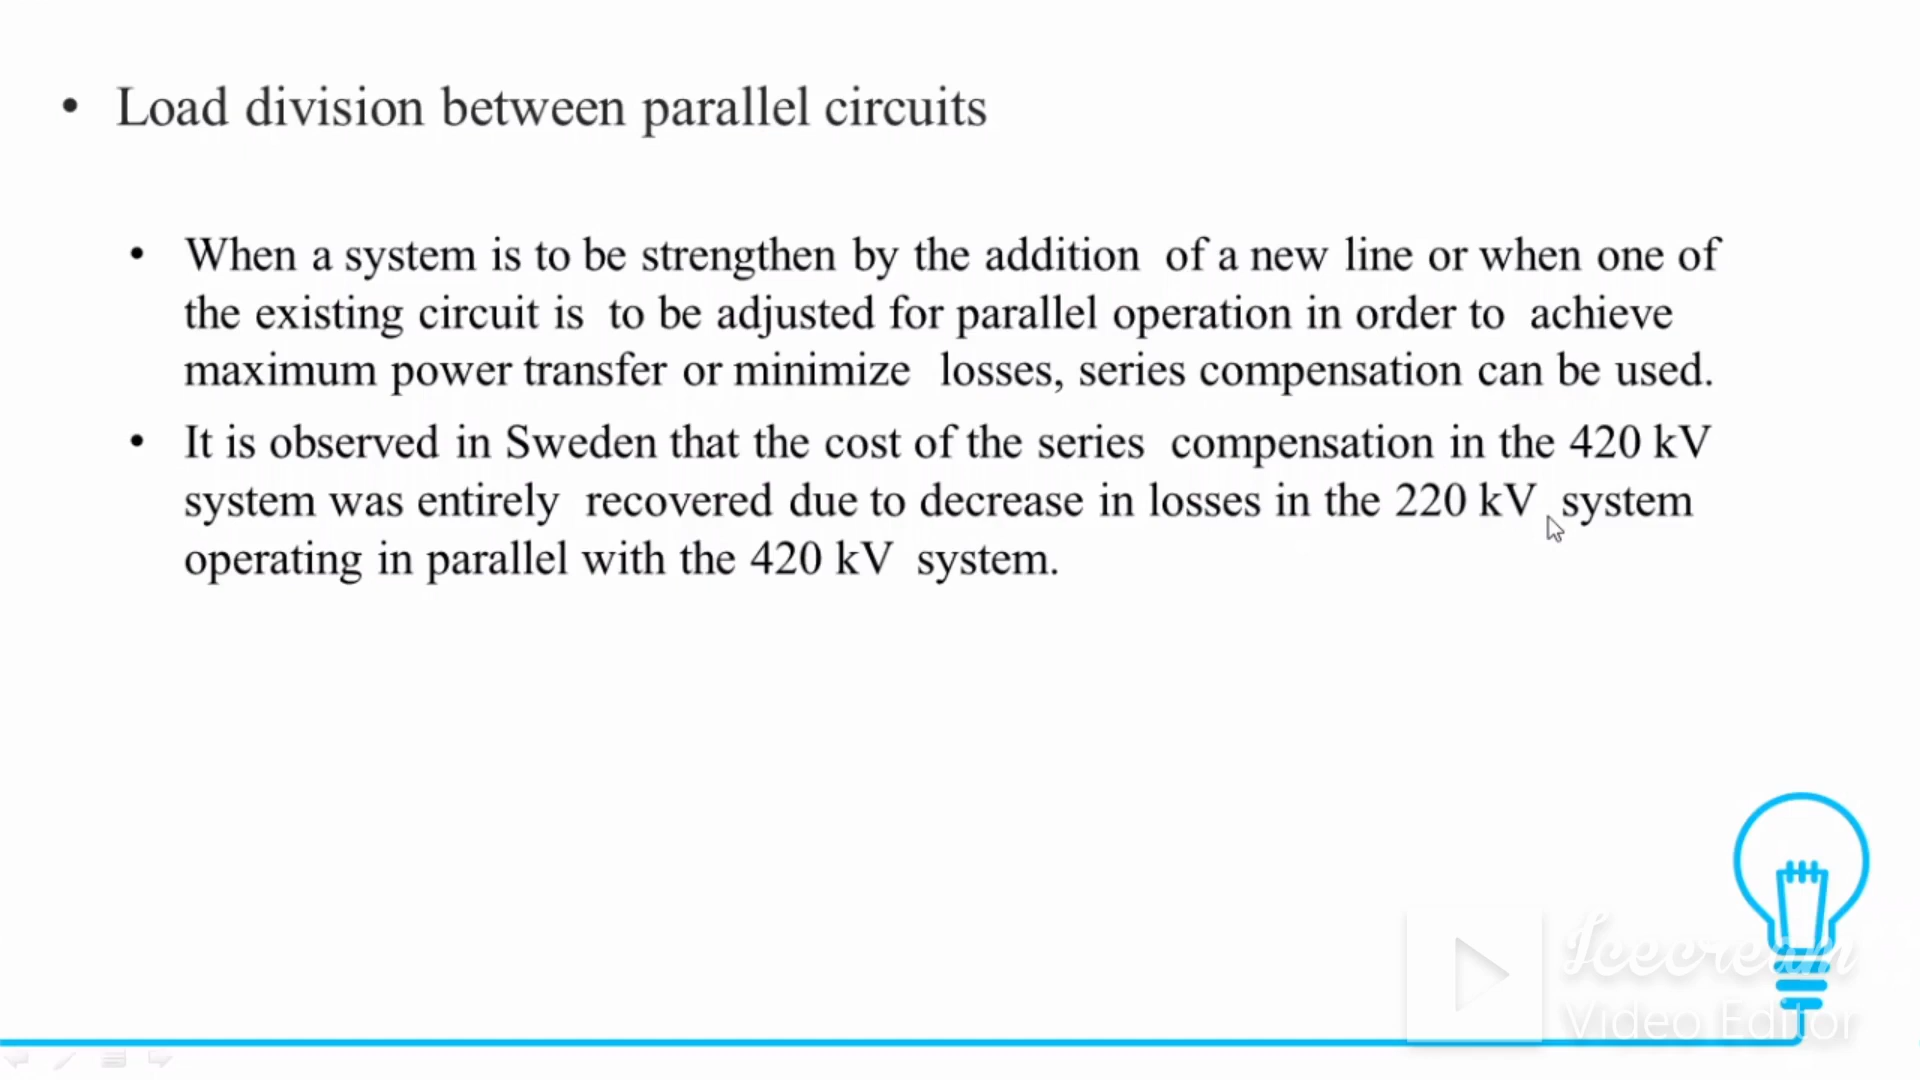 • Load division between parallel circuits
• When a system is to be strengthen by the addition of a new line or when one of
the existing circuit is to be adjusted for parallel operation in order to achieve
maximum power transfer or minimize losses, series compensation can be used.
• It is observed in Sweden that the cost of the series compensation in the 420 kV
system was entirely recovered due to decrease in losses in the 220 kV system
operating in parallel with the 420 kV system.
Icecream
Video Editor